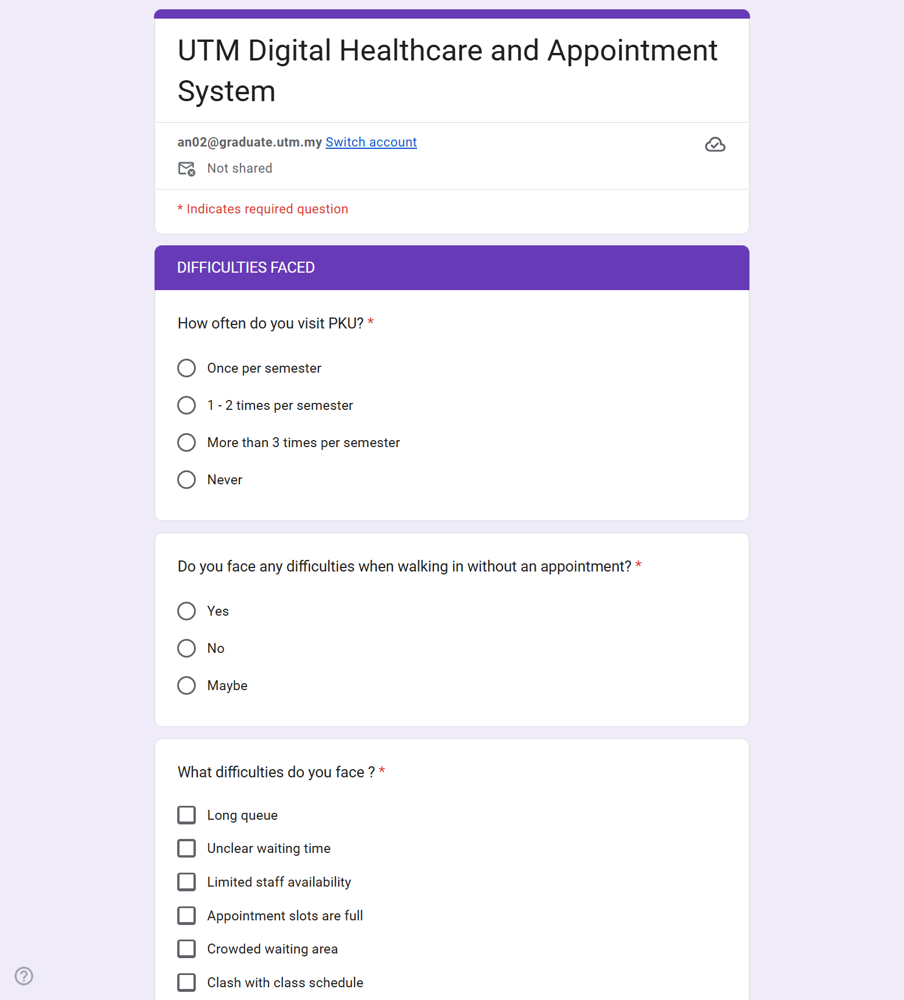 UTM Digital Healthcare and Appointment
System
an02@graduate.utm.my Switch account
Not shared
* Indicates required question
DIFFICULTIES FACED
How often do you visit PKU? *
Once per semester
1 - 2 times per semester
More than 3 times per semester
Never
Do you face any difficulties when walking in without an appointment? *
Yes
No
Maybe
What difficulties do you face ? *
Long queue
Unclear waiting time
Limited staff availability
Appointment slots are full
Crowded waiting area
Clash with class schedule